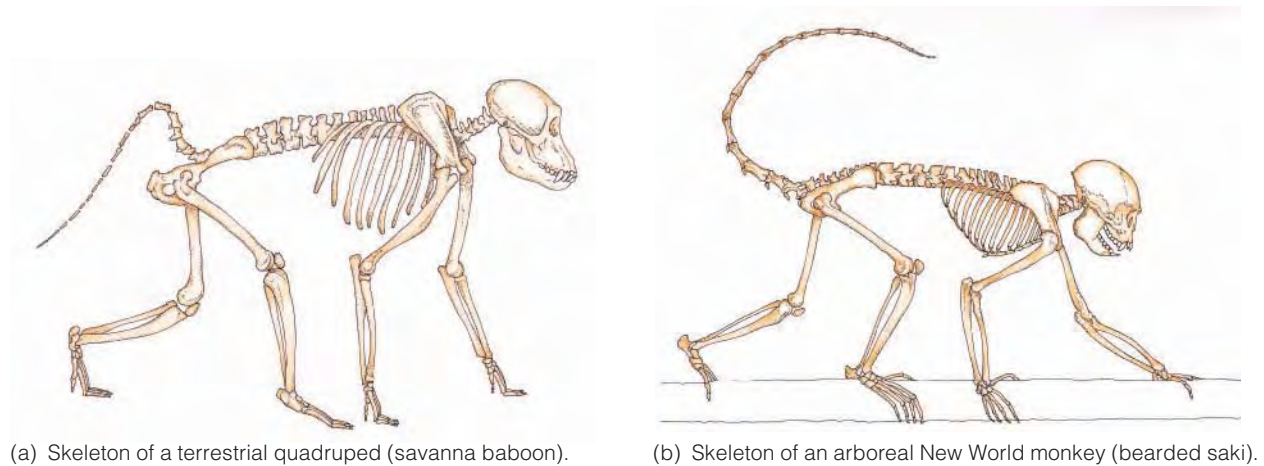 (a) Skeleton of a terrestrial quadruped (savanna baboon).
(b) Skeleton of an arboreal New World monkey (bearded saki).